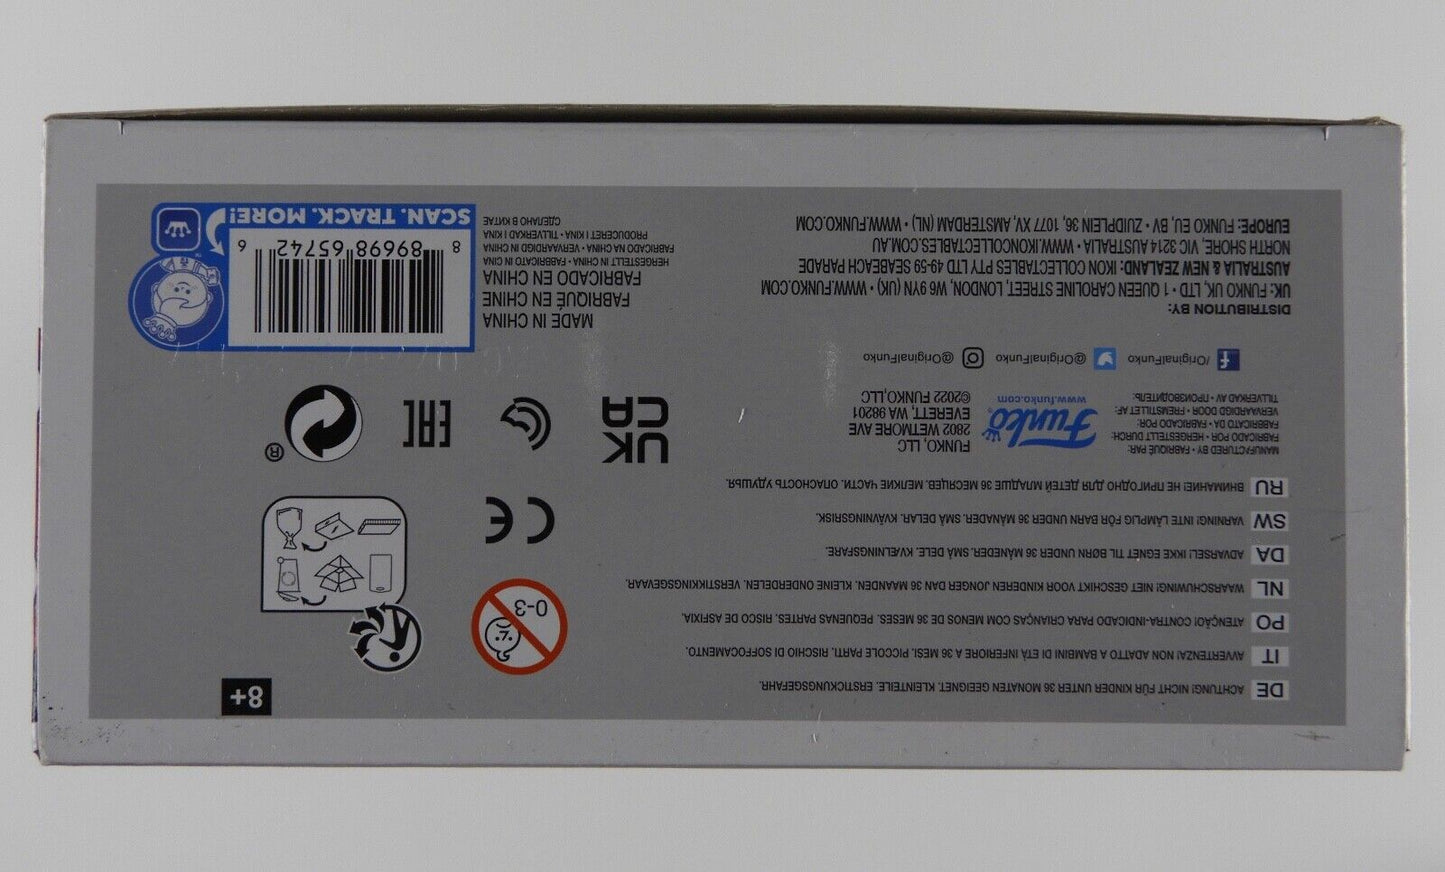 DE ACHTUNG! NICHT FÜR KINDER UNTER 36 MONATEN GEEIGNET. KLEINTEILE. ERSTICKUNGSGEFAHR.
IT AVVERTENZA! NON ADATTO A BAMBINI DI ETÀ INFERIORE A 36 MESI. PICCOLE PARTI. RISCHIO DI SOFFOCAMENTO.
PO ATENÇÃO! CONTRA-INDICADO PARA CRIANÇAS COM MENOS DE 36 MESES. PEQUENAS PARTES. RISCO DE ASFIXIA.
NL WAARSCHUWING! NIET GESCHIKT VOOR KINDEREN JONGER DAN 36 MAANDEN. KLEINE ONDERDELEN. VERSTIKKINGSGEVAAR.
DA ADVARSEL! IKKE EGNET TIL BØRN UNDER 36 MÅNEDER. SMÅ DELE. KVÆLNINGSFARE.
SW VARNING! INTE LÄMPLIG FÖR BARN UNDER 36 MÅNADER. SMÅ DELAR. KVÄVNINGSRISK.
RU ВНИМАНИЕ! НЕ ПРИГОДНО ДЛЯ ДЕТЕЙ МЛАДШЕ 36 МЕСЯЦЕВ. МЕЛКИЕ ЧАСТИ. ОПАСНОСТЬ УДУШЬЯ.
MANUFACTURED BY • FABRIQUÉ PAR:
FABRICADO POR • HERGESTELLT DURCH:
FABBRICATO DA • FABRICADO POR:
VERVAARDIGD DOOR • FREMSTILLET AF:
TILLVERKAD AV • ПРОИЗВОДИТЕЛЬ:
Funko
www.funko.com
FUNKO, LLC
2802 WETMORE AVE
EVERETT, WA 98201
©2022 FUNKO,LLC
/OriginalFunko @OriginalFunko @OriginalFunko
DISTRIBUTION BY:
UK: FUNKO UK, LTD • 1 QUEEN CAROLINE STREET, LONDON, W6 9YN (UK) • WWW.FUNKO.COM
AUSTRALIA & NEW ZEALAND: IKON COLLECTABLES PTY LTD 49-59 SEABEACH PARADE
NORTH SHORE, VIC 3214 AUSTRALIA • WWW.IKONCOLLECTABLES.COM.AU
EUROPE: FUNKO EU, BV • ZUIDPLEIN 36, 1077 XV, AMSTERDAM (NL) • WWW.FUNKO.COM
8+
0-3
CE
UK
CA
EAC
®
MADE IN CHINA
FABRIQUÉ EN CHINE
FABRICADO EN CHINA
HERGESTELLT IN CHINA • FABBRICATO IN CINA
FABRICADO NA CHINA • VERVAARDIGD IN CHINA
PRODUCERET I KINA • TILLVERKAD I KINA
СДЕЛАНО В КИТАЕ
8 89698 65742 6
SCAN. TRACK. MORE!